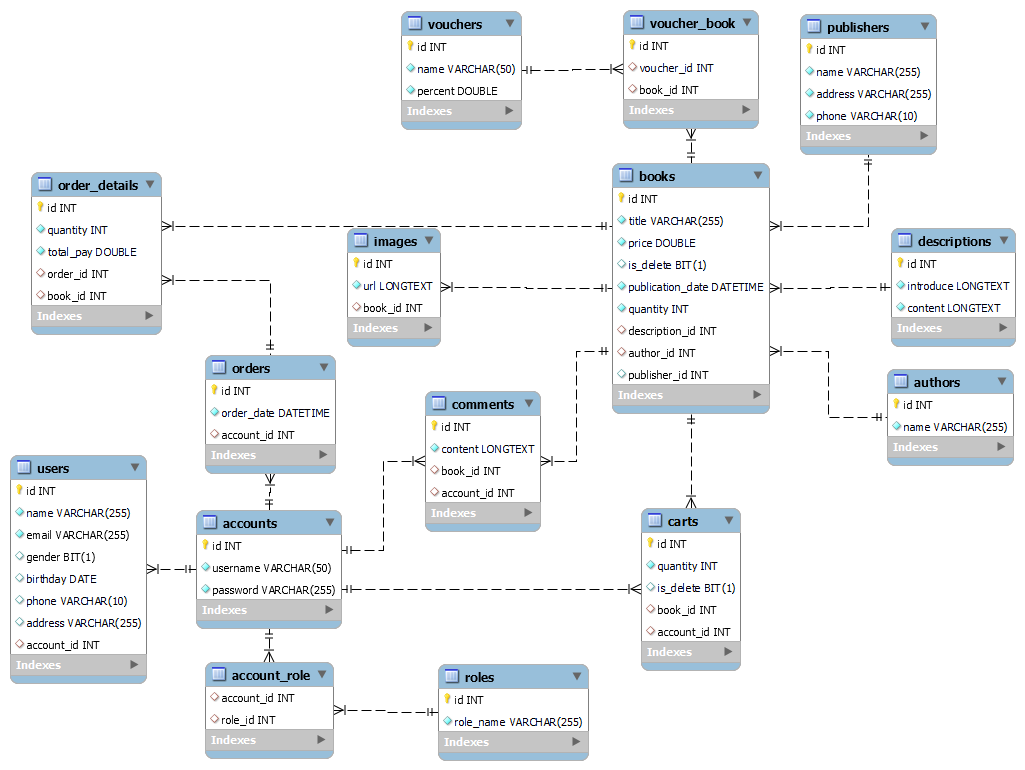 vouchers
id INT
name VARCHAR(50)
percent DOUBLE
Indexes
voucher_book
id INT
voucher_id INT
book_id INT
Indexes
publishers
id INT
name VARCHAR(255)
address VARCHAR(255)
phone VARCHAR(10)
Indexes
order_details
id INT
quantity INT
total_pay DOUBLE
order_id INT
book_id INT
Indexes
images
id INT
url LONGTEXT
book_id INT
Indexes
books
id INT
title VARCHAR(255)
price DOUBLE
is_delete BIT(1)
publication_date DATETIME
quantity INT
description_id INT
author_id INT
publisher_id INT
Indexes
descriptions
id INT
introduce LONGTEXT
content LONGTEXT
Indexes
orders
id INT
order_date DATETIME
account_id INT
Indexes
comments
id INT
content LONGTEXT
book_id INT
account_id INT
Indexes
authors
id INT
name VARCHAR(255)
Indexes
users
id INT
name VARCHAR(255)
email VARCHAR(255)
gender BIT(1)
birthday DATE
phone VARCHAR(10)
address VARCHAR(255)
account_id INT
Indexes
accounts
id INT
username VARCHAR(50)
password VARCHAR(255)
Indexes
carts
id INT
quantity INT
is_delete BIT(1)
book_id INT
account_id INT
Indexes
account_role
account_id INT
role_id INT
Indexes
roles
id INT
role_name VARCHAR(255)
Indexes